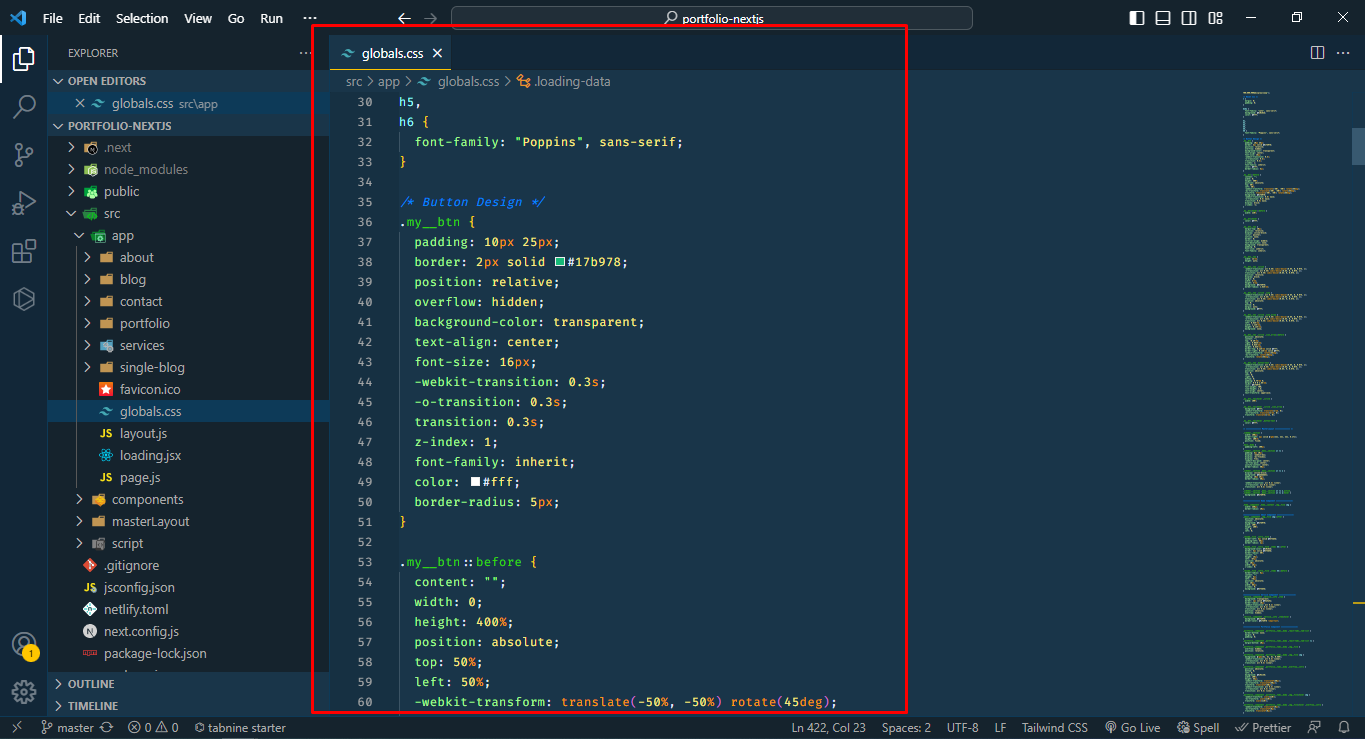 File Edit Selection View Go Run ···
portfolio-nextjs
EXPLORER ···
OPEN EDITORS
globals.css src\app
PORTFOLIO-NEXTJS
.next
node_modules
public
src
app
about
blog
contact
portfolio
services
single-blog
favicon.ico
globals.css
JS layout.js
loading.jsx
JS page.js
components
masterLayout
script
.gitignore
JS jsconfig.json
netlify.toml
N next.config.js
package-lock.json
OUTLINE
TIMELINE
1
globals.css
src > app > globals.css > .loading-data
30 h5,
31 h6 {
32 font-family: "Poppins", sans-serif;
33 }
34
35 /* Button Design */
36 .my__btn {
37 padding: 10px 25px;
38 border: 2px solid #17b978;
39 position: relative;
40 overflow: hidden;
41 background-color: transparent;
42 text-align: center;
43 font-size: 16px;
44 -webkit-transition: 0.3s;
45 -o-transition: 0.3s;
46 transition: 0.3s;
47 z-index: 1;
48 font-family: inherit;
49 color: #fff;
50 border-radius: 5px;
51 }
52
53 .my__btn::before {
54 content: "";
55 width: 0;
56 height: 400%;
57 position: absolute;
58 top: 50%;
59 left: 50%;
60 -webkit-transform: translate(-50%, -50%) rotate(45deg);
master 0 0 tabnine starter Ln 422, Col 23 Spaces: 2 UTF-8 LF Tailwind CSS Go Live Spell Prettier